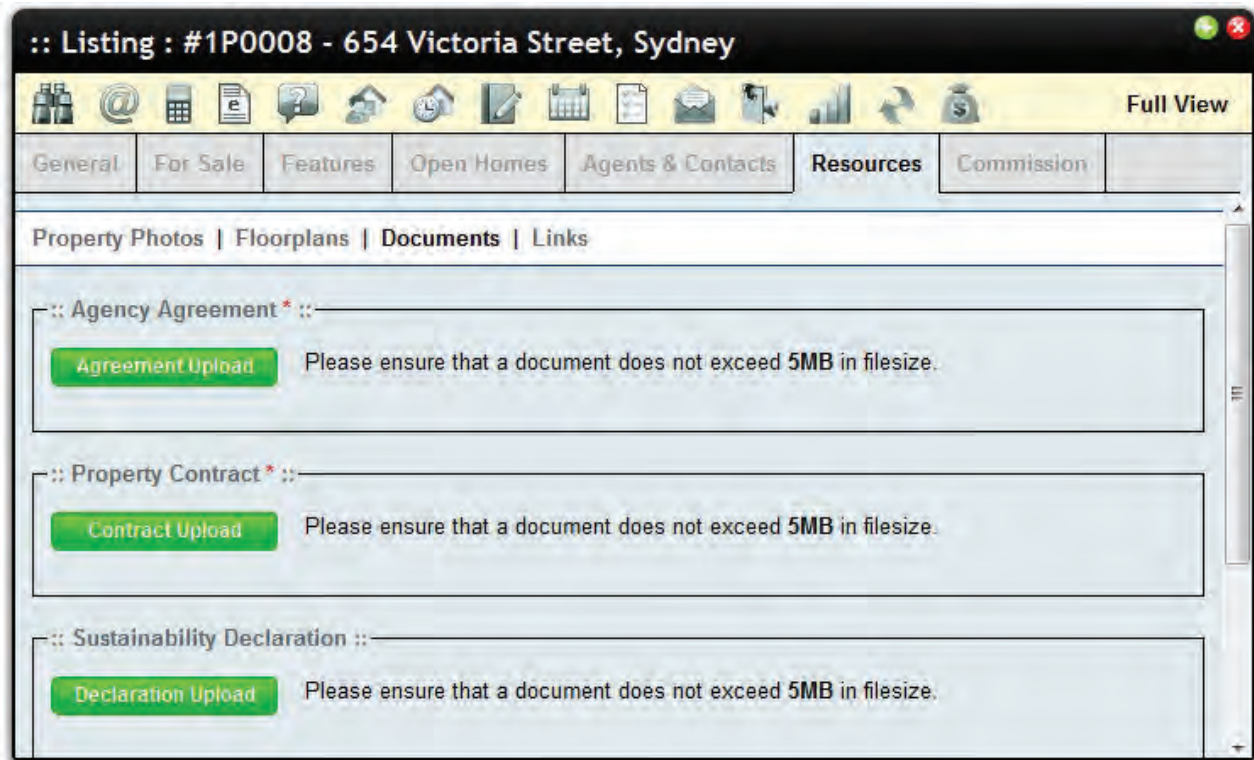 :: Listing : #1P0008 - 654 Victoria Street, Sydney
Full View
General For Sale Features Open Homes Agents & Contacts Resources Commission
Property Photos | Floorplans | Documents | Links
:: Agency Agreement * ::
Agreement Upload Please ensure that a document does not exceed 5MB in filesize.
:: Property Contract * ::
Contract Upload Please ensure that a document does not exceed 5MB in filesize.
:: Sustainability Declaration ::
Declaration Upload Please ensure that a document does not exceed 5MB in filesize.